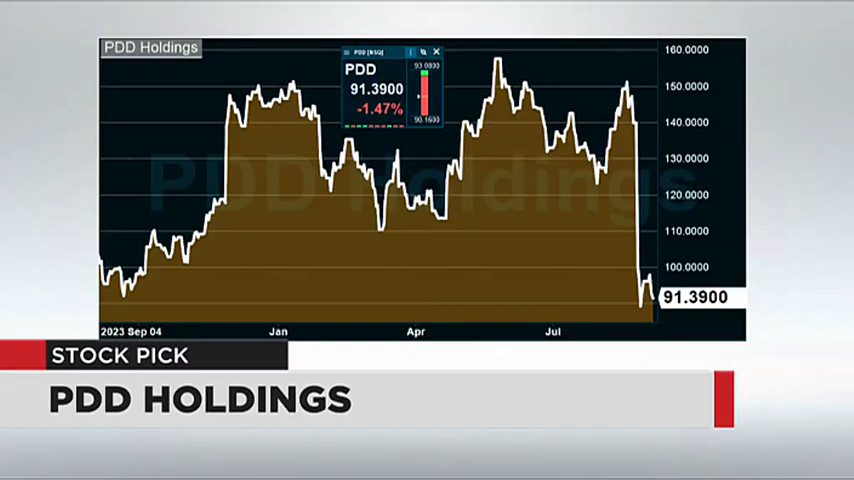 PDD Holdings
PDD [NSQ]
PDD
91.3900
-1.47%
93.0800
90.1600
160.0000
150.0000
140.0000
130.0000
120.0000
110.0000
100.0000
91.3900
PDD Holdings
2023 Sep 04 Jan Apr Jul
STOCK PICK
PDD HOLDINGS